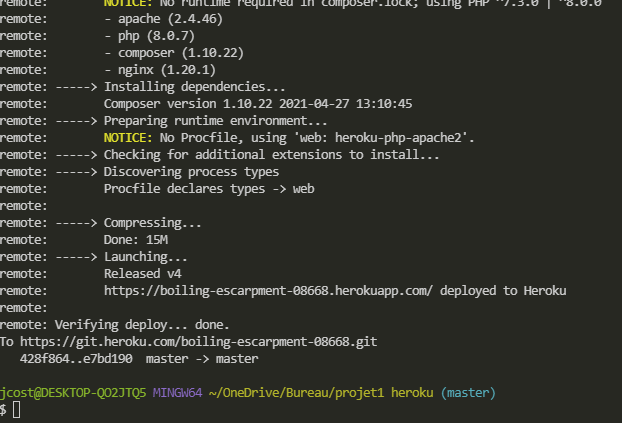 remote:        NOTICE: No runtime required in composer.lock; using PHP ^7.3.0 | ^8.0.0
remote:        - apache (2.4.46)
remote:        - php (8.0.7)
remote:        - composer (1.10.22)
remote:        - nginx (1.20.1)
remote: -----> Installing dependencies...
remote:        Composer version 1.10.22 2021-04-27 13:10:45
remote: -----> Preparing runtime environment...
remote:        NOTICE: No Procfile, using 'web: heroku-php-apache2'.
remote: -----> Checking for additional extensions to install...
remote: -----> Discovering process types
remote:        Procfile declares types -> web
remote:
remote: -----> Compressing...
remote:        Done: 15M
remote: -----> Launching...
remote:        Released v4
remote:        https://boiling-escarpment-08668.herokuapp.com/ deployed to Heroku
remote:
remote: Verifying deploy... done.
To https://git.heroku.com/boiling-escarpment-08668.git
   428f864..e7bd190  master -> master
jcost@DESKTOP-QO2JTQ5 MINGW64 ~/OneDrive/Bureau/projet1 heroku (master)
$